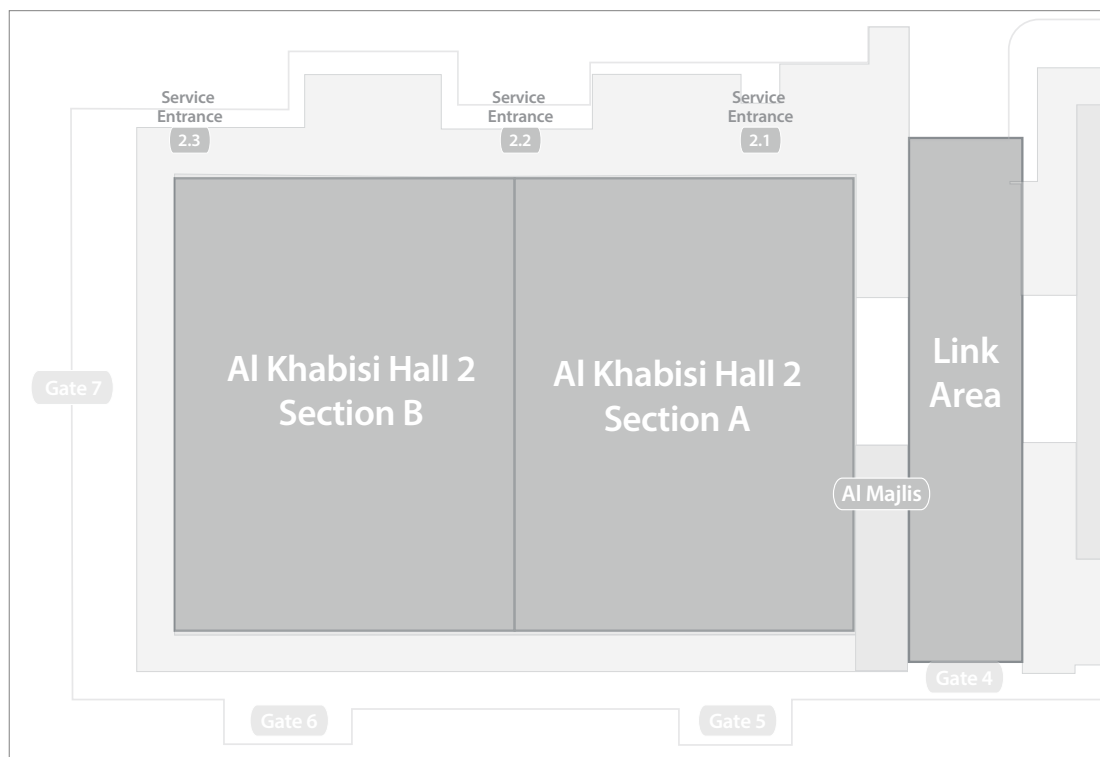 Service
Entrance
2.3
Service
Entrance
2.2
Service
Entrance
2.1
Al Khabisi Hall 2
Section B
Al Khabisi Hall 2
Section A
Link
Area
Gate 7
Al Majlis
Gate 4
Gate 6
Gate 5